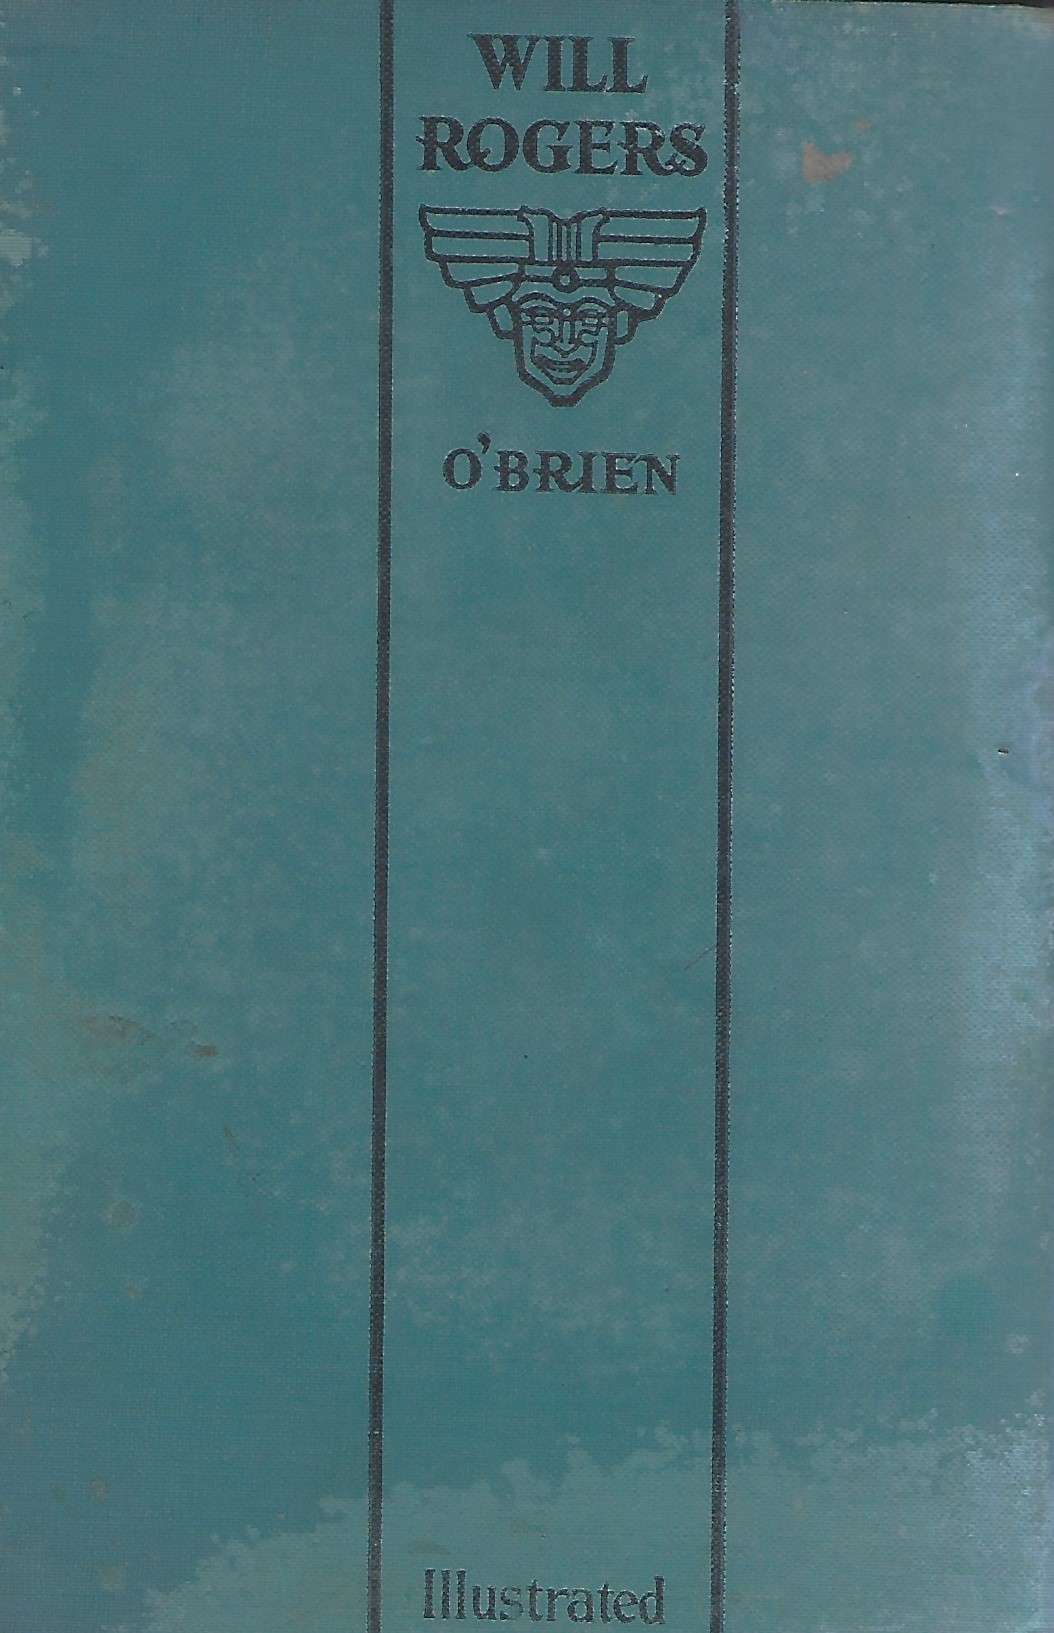 WILL
ROGERS
O'BRIEN
Illustrated